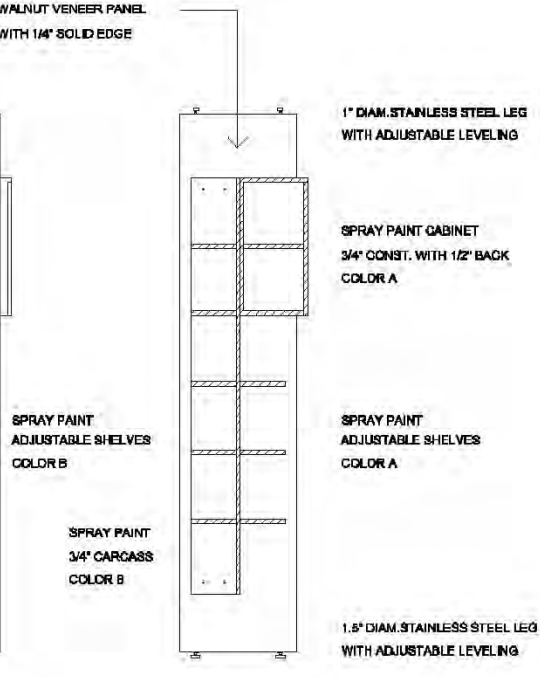 WALNUT VENEER PANEL
WITH 1/4" SOLID EDGE
1" DIAM.STAINLESS STEEL LEG
WITH ADJUSTABLE LEVELING
SPRAY PAINT CABINET
3/4" CONST. WITH 1/2" BACK
COLOR A
SPRAY PAINT
ADJUSTABLE SHELVES
COLOR B
SPRAY PAINT
ADJUSTABLE SHELVES
COLOR A
SPRAY PAINT
3/4" CARCASS
COLOR B
1.5" DIAM.STAINLESS STEEL LEG
WITH ADJUSTABLE LEVELING